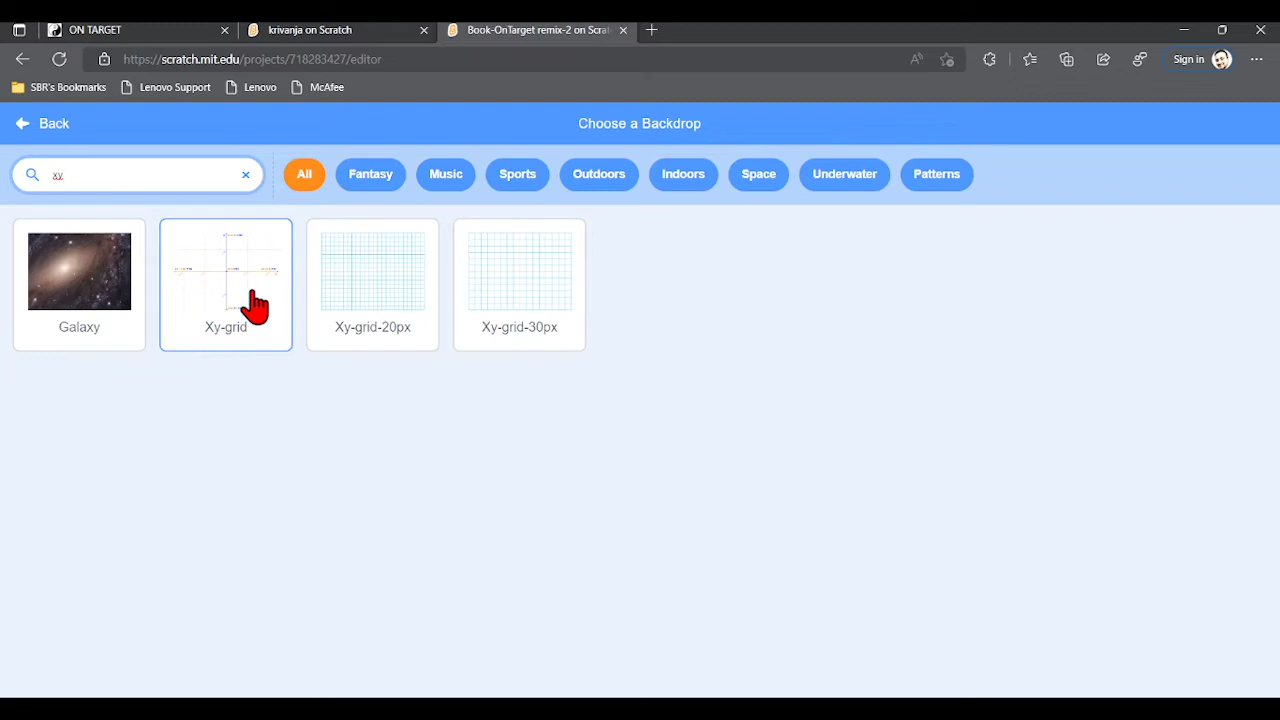 ON TARGET
krivanja on Scratch
Book-OnTarget remix-2 on Scrat
https://scratch.mit.edu/projects/718283427/editor
Sign in
SBR's Bookmarks
Lenovo Support
Lenovo
McAfee
Back
Choose a Backdrop
xy
All
Fantasy
Music
Sports
Outdoors
Indoors
Space
Underwater
Patterns
Galaxy
Xy-grid
Xy-grid-20px
Xy-grid-30px